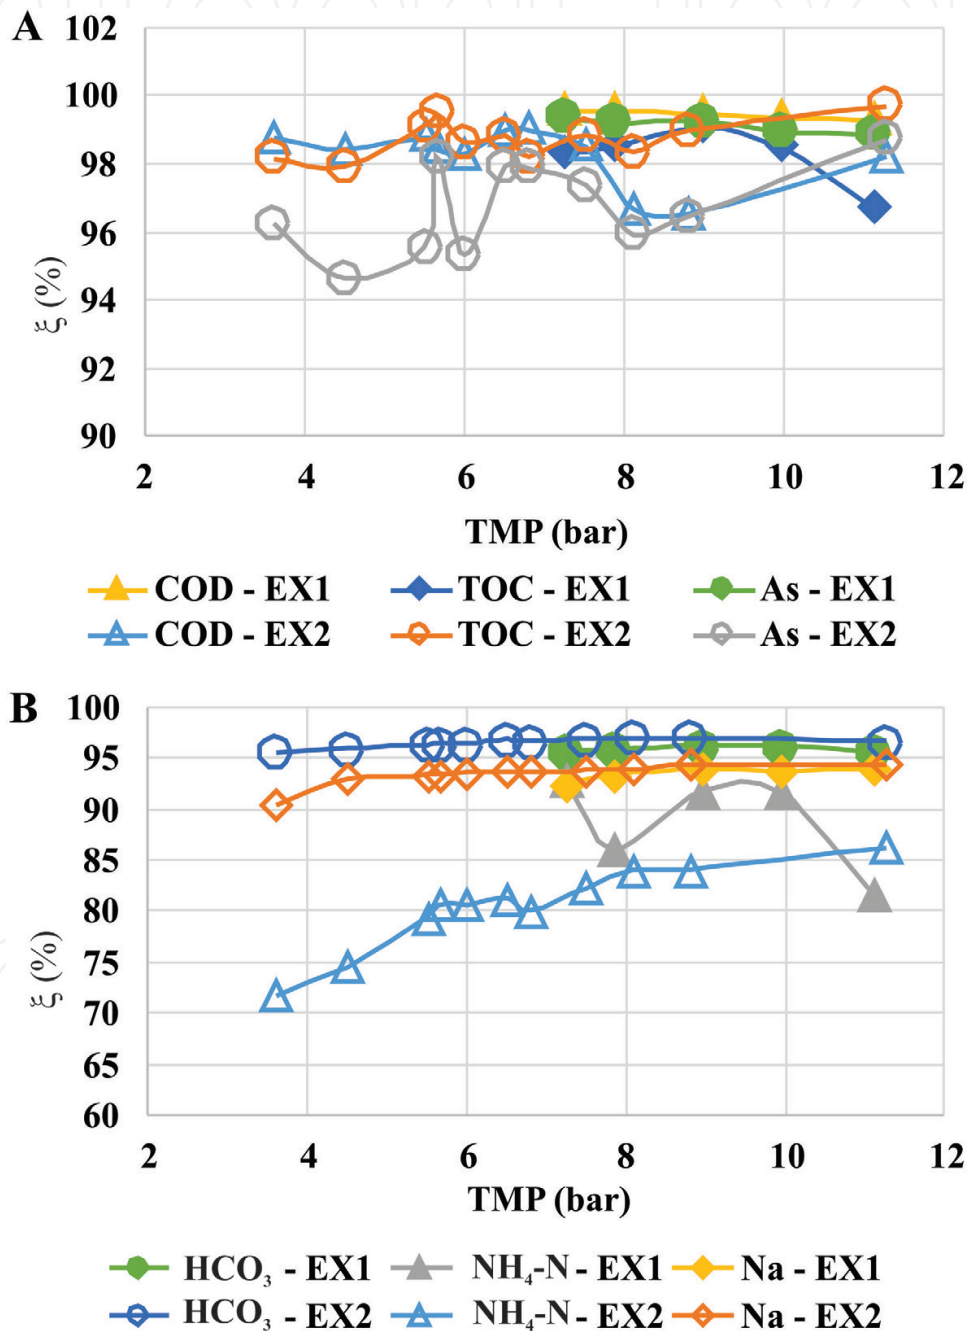 A
102
100
98
96
94
92
90
ξ (%)
2 4 6 8 10 12
TMP (bar)
COD - EX1 TOC - EX1 As - EX1
COD - EX2 TOC - EX2 As - EX2
B
100
95
90
85
80
75
70
65
60
ξ (%)
2 4 6 8 10 12
TMP (bar)
HCO₃ - EX1 NH₄-N - EX1 Na - EX1
HCO₃ - EX2 NH₄-N - EX2 Na - EX2